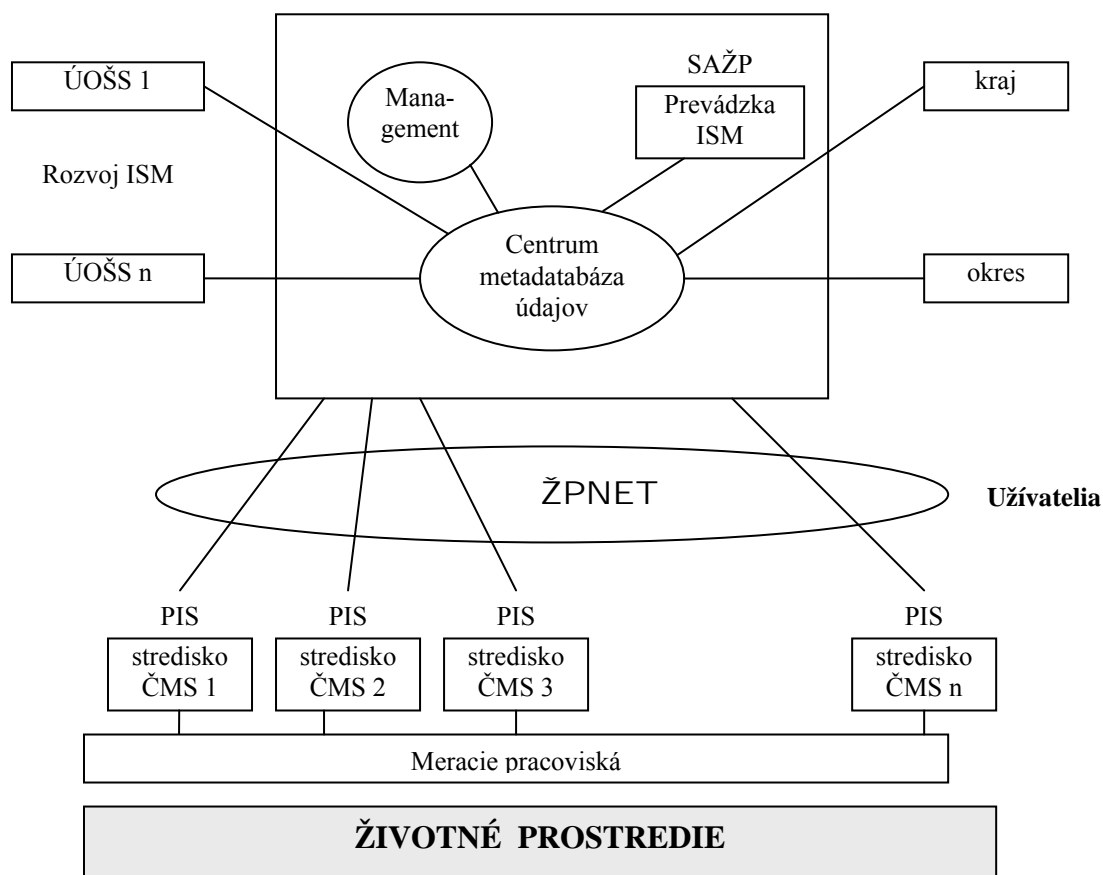 SAŽP
ÚOŠS 1
Mana-
gement
Prevádzka
ISM
kraj
Rozvoj ISM
ÚOŠS n
Centrum
metadatabáza
údajov
okres
ŽPNET
Užívatelia
PIS
PIS
PIS
PIS
stredisko
ČMS 1
stredisko
ČMS 2
stredisko
ČMS 3
stredisko
ČMS n
Meracie pracoviská
ŽIVOTNÉ PROSTREDIE